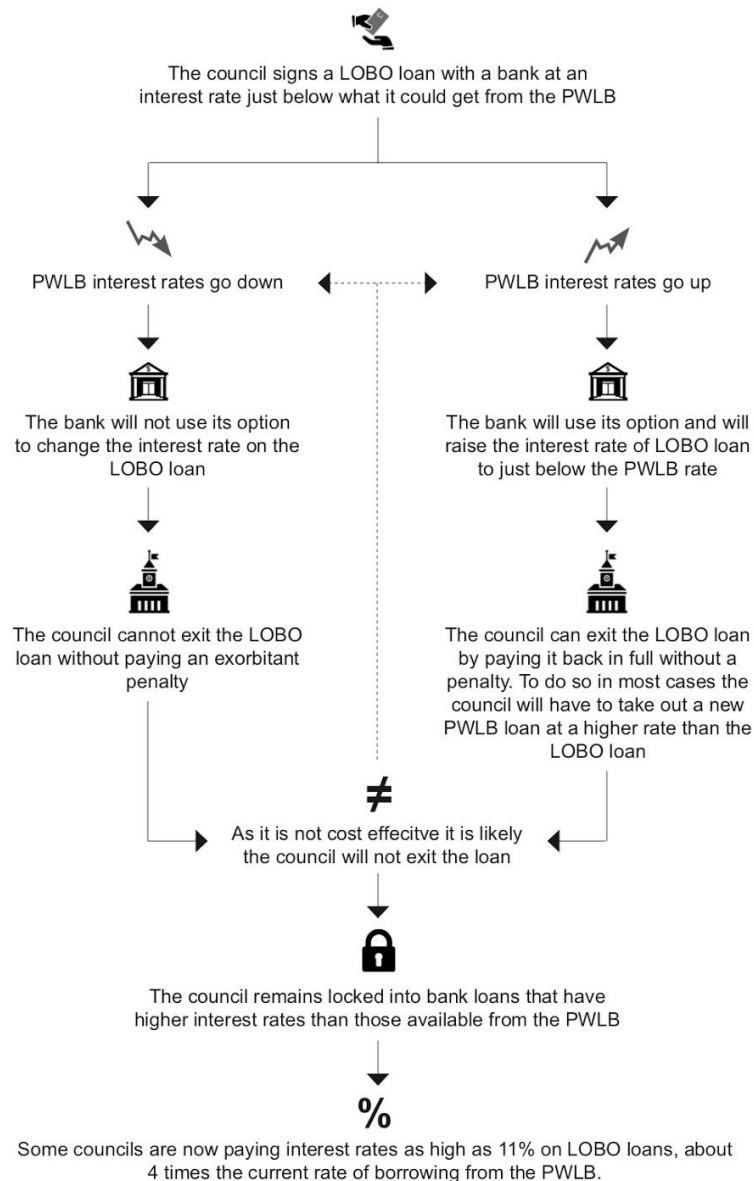 The council signs a LOBO loan with a bank at an
interest rate just below what it could get from the PWLB
PWLB interest rates go down
PWLB interest rates go up
The bank will not use its option
to change the interest rate on the
LOBO loan
The bank will use its option and will
raise the interest rate of LOBO loan
to just below the PWLB rate
The council cannot exit the LOBO
loan without paying an exorbitant
penalty
The council can exit the LOBO loan
by paying it back in full without a
penalty. To do so in most cases the
council will have to take out a new
PWLB loan at a higher rate than the
LOBO loan
≠
As it is not cost effecitve it is likely
the council will not exit the loan
The council remains locked into bank loans that have
higher interest rates than those available from the PWLB
%
Some councils are now paying interest rates as high as 11% on LOBO loans, about
4 times the current rate of borrowing from the PWLB.